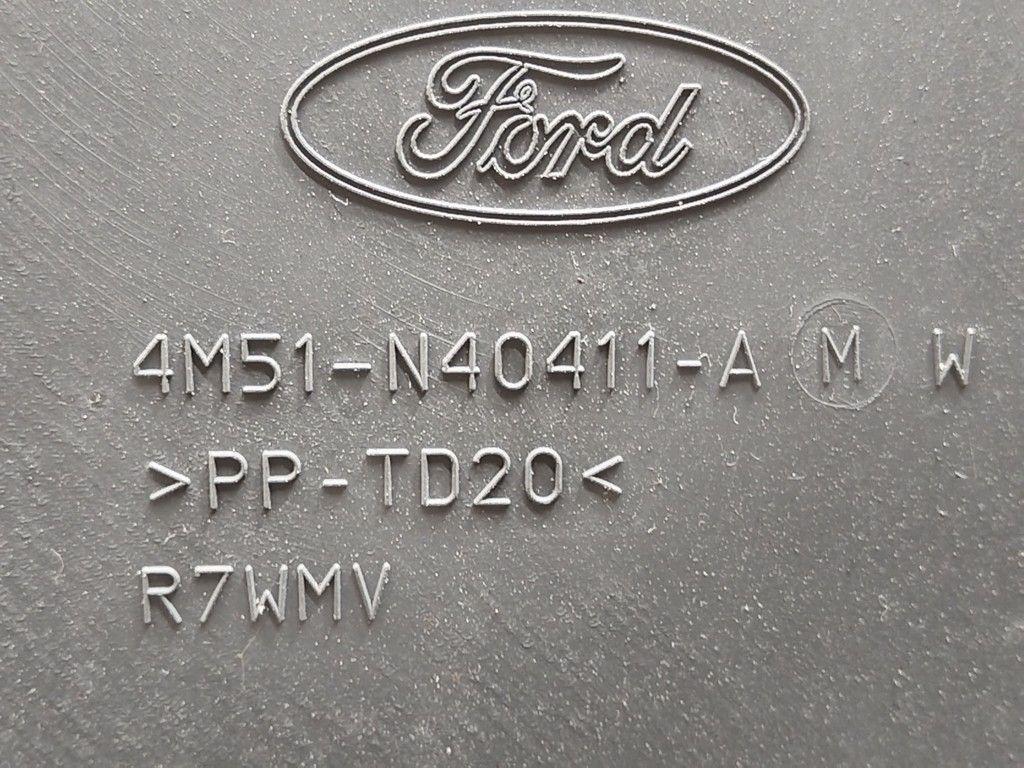 Ford
4M51-N40411-A M W
>PP-TD20<
R7WMV